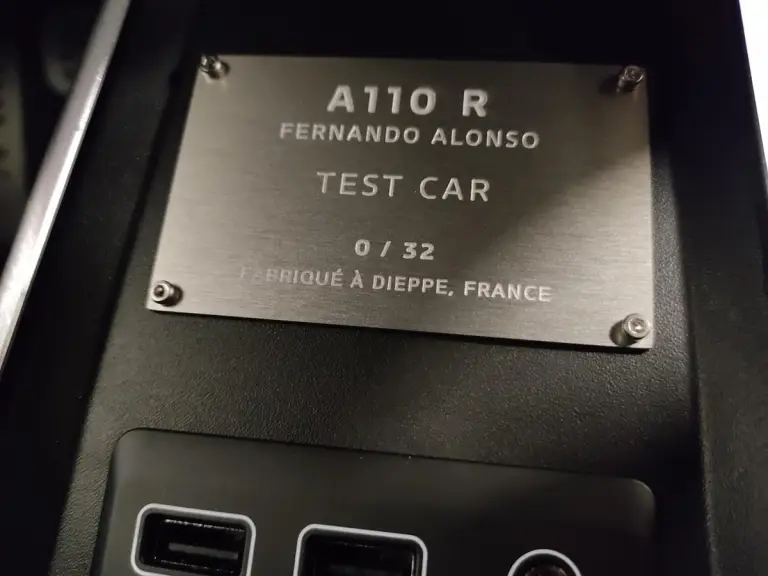 A110 R
FERNANDO ALONSO
TEST CAR
0 / 32
FABRIQUÉ À DIEPPE, FRANCE